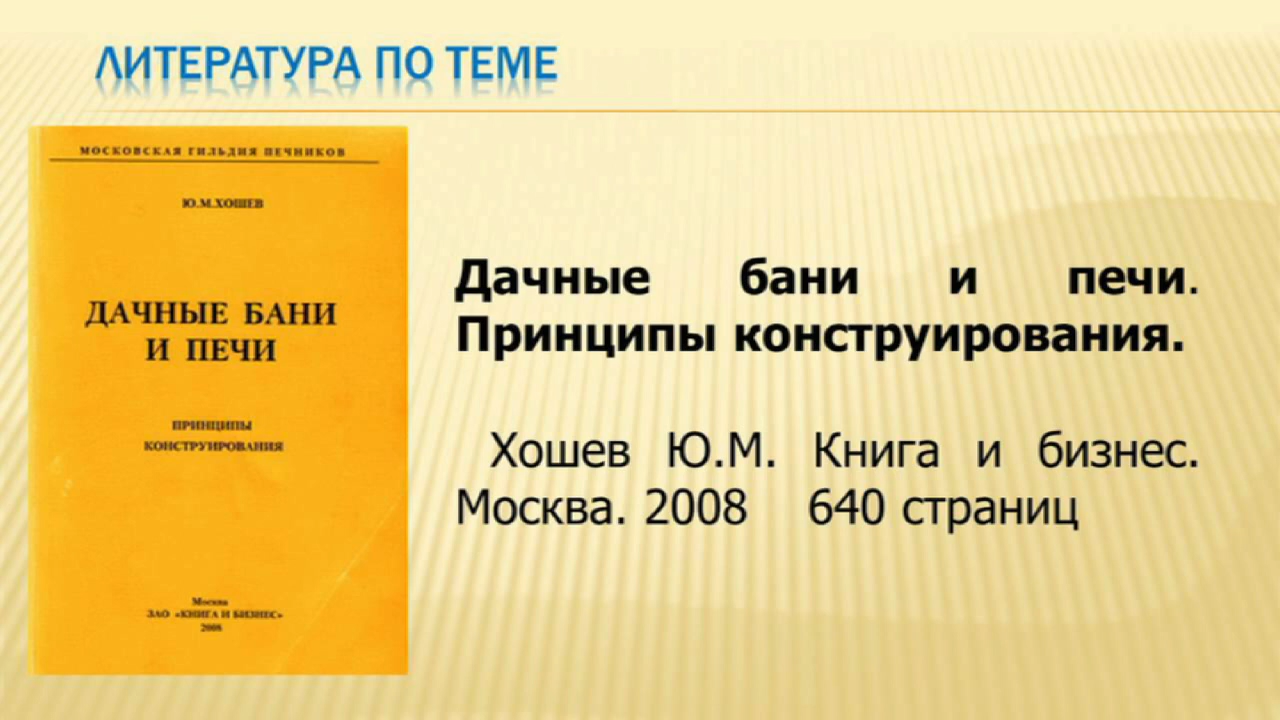 ЛИТЕРАТУРА ПО ТЕМЕ
МОСКОВСКАЯ ГИЛЬДИЯ ПЕЧНИКОВ
Ю.М.ХОШЕВ
ДАЧНЫЕ БАНИ
И ПЕЧИ
ПРИНЦИПЫ
КОНСТРУИРОВАНИЯ
Москва
ЗАО «КНИГА И БИЗНЕС»
2008
Дачные бани и печи.
Принципы конструирования.
Хошев Ю.М. Книга и бизнес.
Москва. 2008 640 страниц